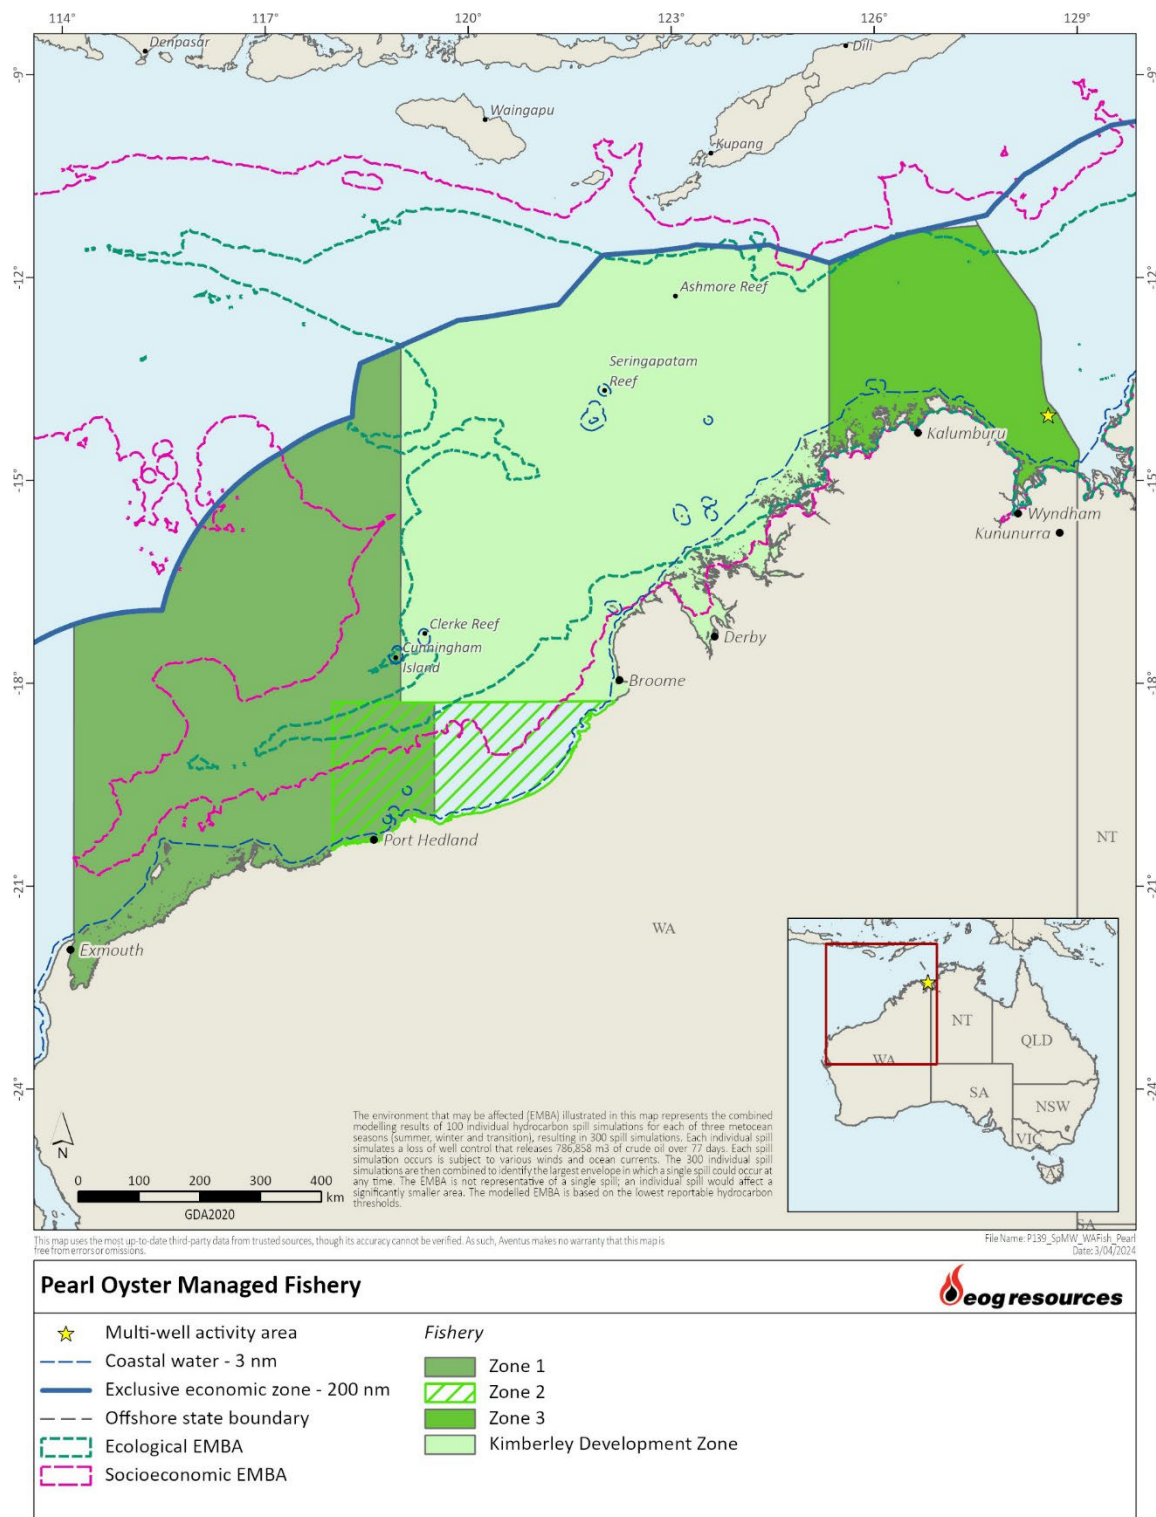 114°
117°
120°
123°
126°
129°
Denpasar
Dili
-9°
-9°
Waingapu
Kupang
-12°
-12°
Ashmore Reef
Seringapatam
Reef
Kalumburu
-15°
-15°
Wyndham
Kununurra
Clerke Reef
Cunningham
Island
Derby
Broome
-18°
-18°
Port Hedland
NT
-21°
-21°
WA
Exmouth
NT
QLD
WA
SA
NSW
VIC
TAS
-24°
-24°
The environment that may be affected (EMBA) illustrated in this map represents the combined
modelling results of 100 individual hydrocarbon spill simulations for each of three metocean
seasons (summer, winter and transition), resulting in 300 spill simulations. Each individual spill
simulates a loss of well control that releases 786,858 m3 of crude oil over 77 days. Each spill
simulation occurs is subject to various winds and ocean currents. The 300 individual spill
simulations are then combined to identify the largest envelope in which a single spill could occur at
any time. The EMBA is not representative of a single spill; an individual spill would affect a
significantly smaller area. The modelled EMBA is based on the lowest reportable hydrocarbon
thresholds.
N
0 100 200 300 400
km
GDA2020
SA
This map uses the most up-to-date third-party data from trusted sources, though its accuracy cannot be verified. As such, Aventus makes no warranty that this map is
free from errors or omissions.
File Name: P139_SpMW_WAFish_Pearl
Date: 3/04/2024
Pearl Oyster Managed Fishery
eog resources
Multi-well activity area
Coastal water - 3 nm
Exclusive economic zone - 200 nm
Offshore state boundary
Ecological EMBA
Socioeconomic EMBA
Fishery
Zone 1
Zone 2
Zone 3
Kimberley Development Zone